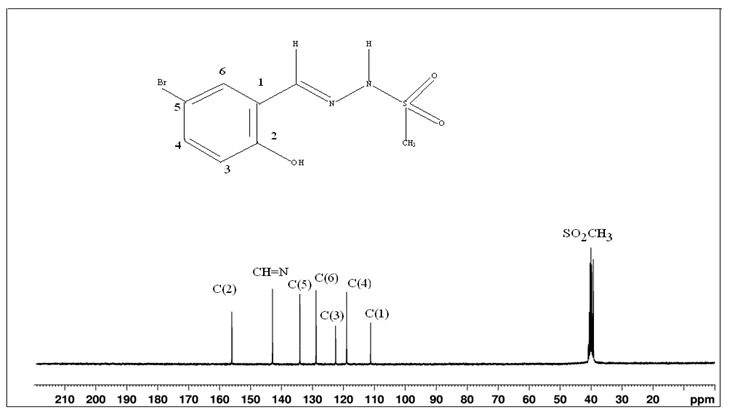 H H
Br 6 1 N N O
5 S
4 2 O
3 OH CH3
SO2CH3
CH=N
C(2) C(5) C(6) C(4)
C(3) C(1)
210 200 190 180 170 160 150 140 130 120 110 100 90 80 70 60 50 40 30 20 ppm